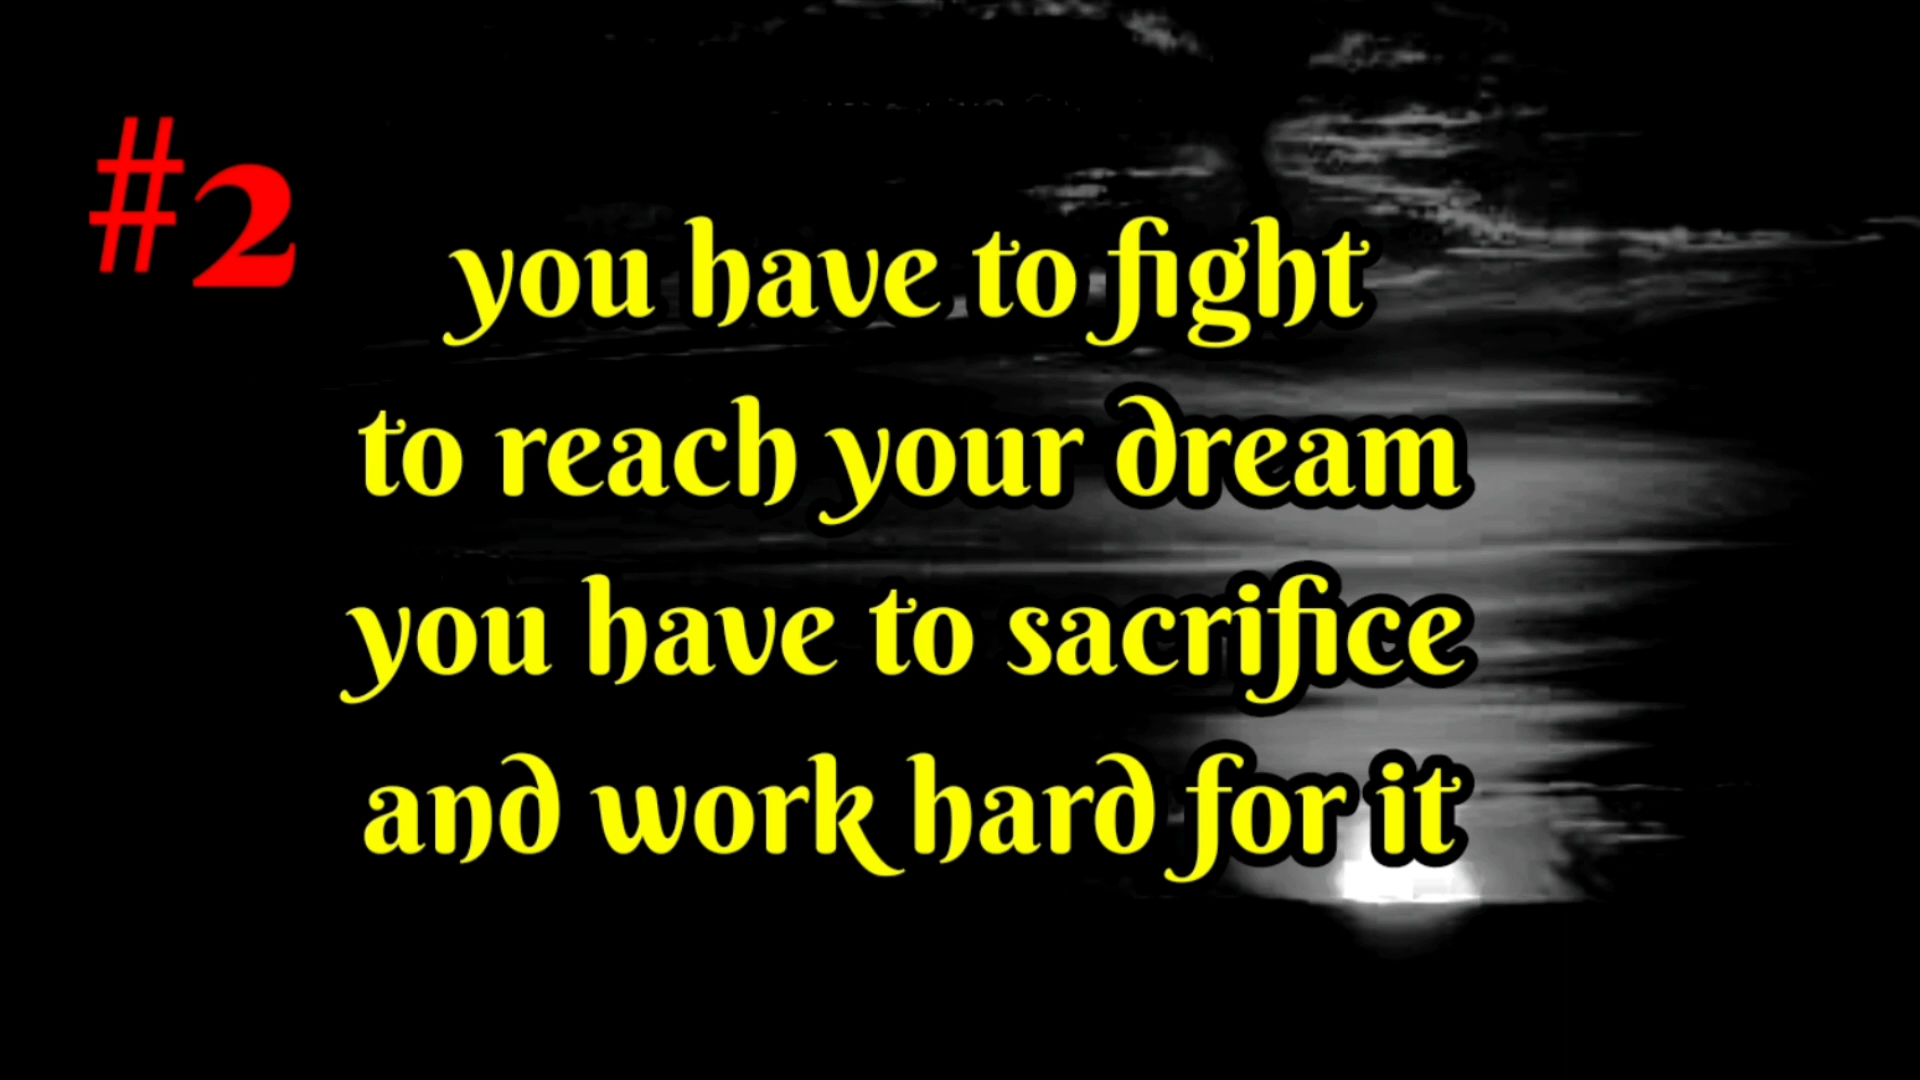 #2
you have to fight
to reach your dream
you have to sacrifice
and work hard for it